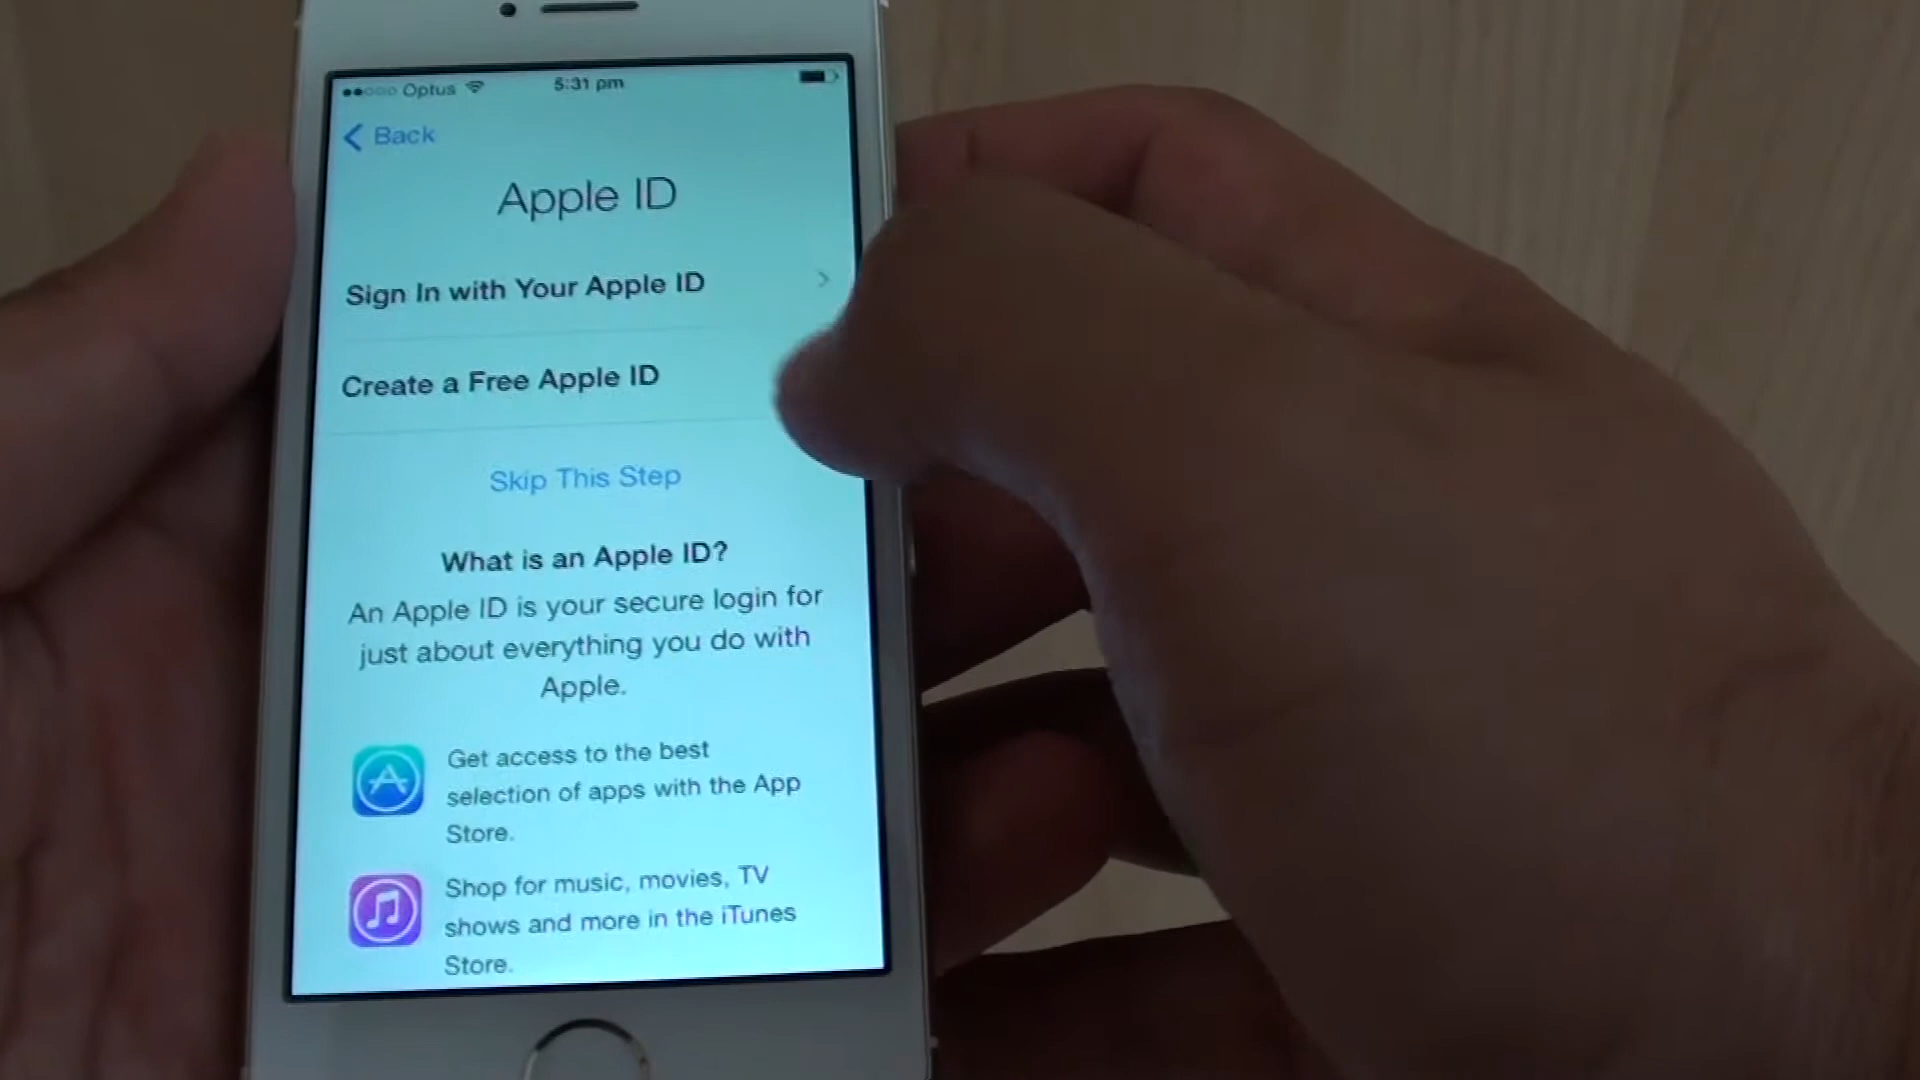 Optus 5:31 pm
Back
Apple ID
Sign In with Your Apple ID
Create a Free Apple ID
Skip This Step
What is an Apple ID?
An Apple ID is your secure login for
just about everything you do with
Apple.
Get access to the best
selection of apps with the App
Store.
Shop for music, movies, TV
shows and more in the iTunes
Store.